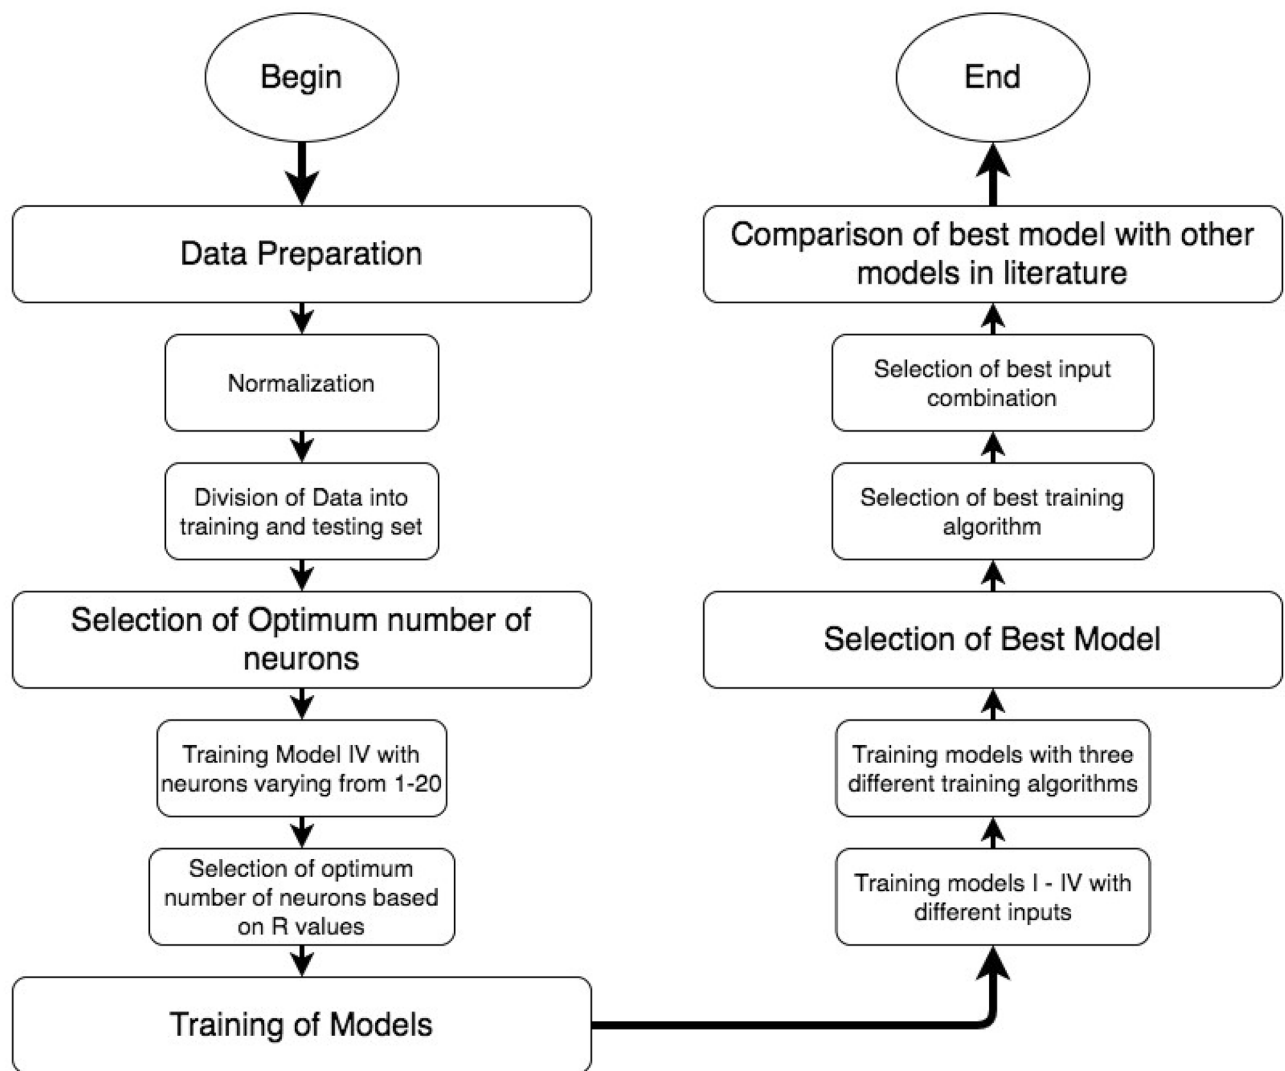 Begin
Data Preparation
Normalization
Division of Data into
training and testing set
Selection of Optimum number of
neurons
Training Model IV with
neurons varying from 1-20
Selection of optimum
number of neurons based
on R values
Training of Models
Training models I - IV with
different inputs
Training models with three
different training algorithms
Selection of Best Model
Selection of best training
algorithm
Selection of best input
combination
Comparison of best model with other
models in literature
End